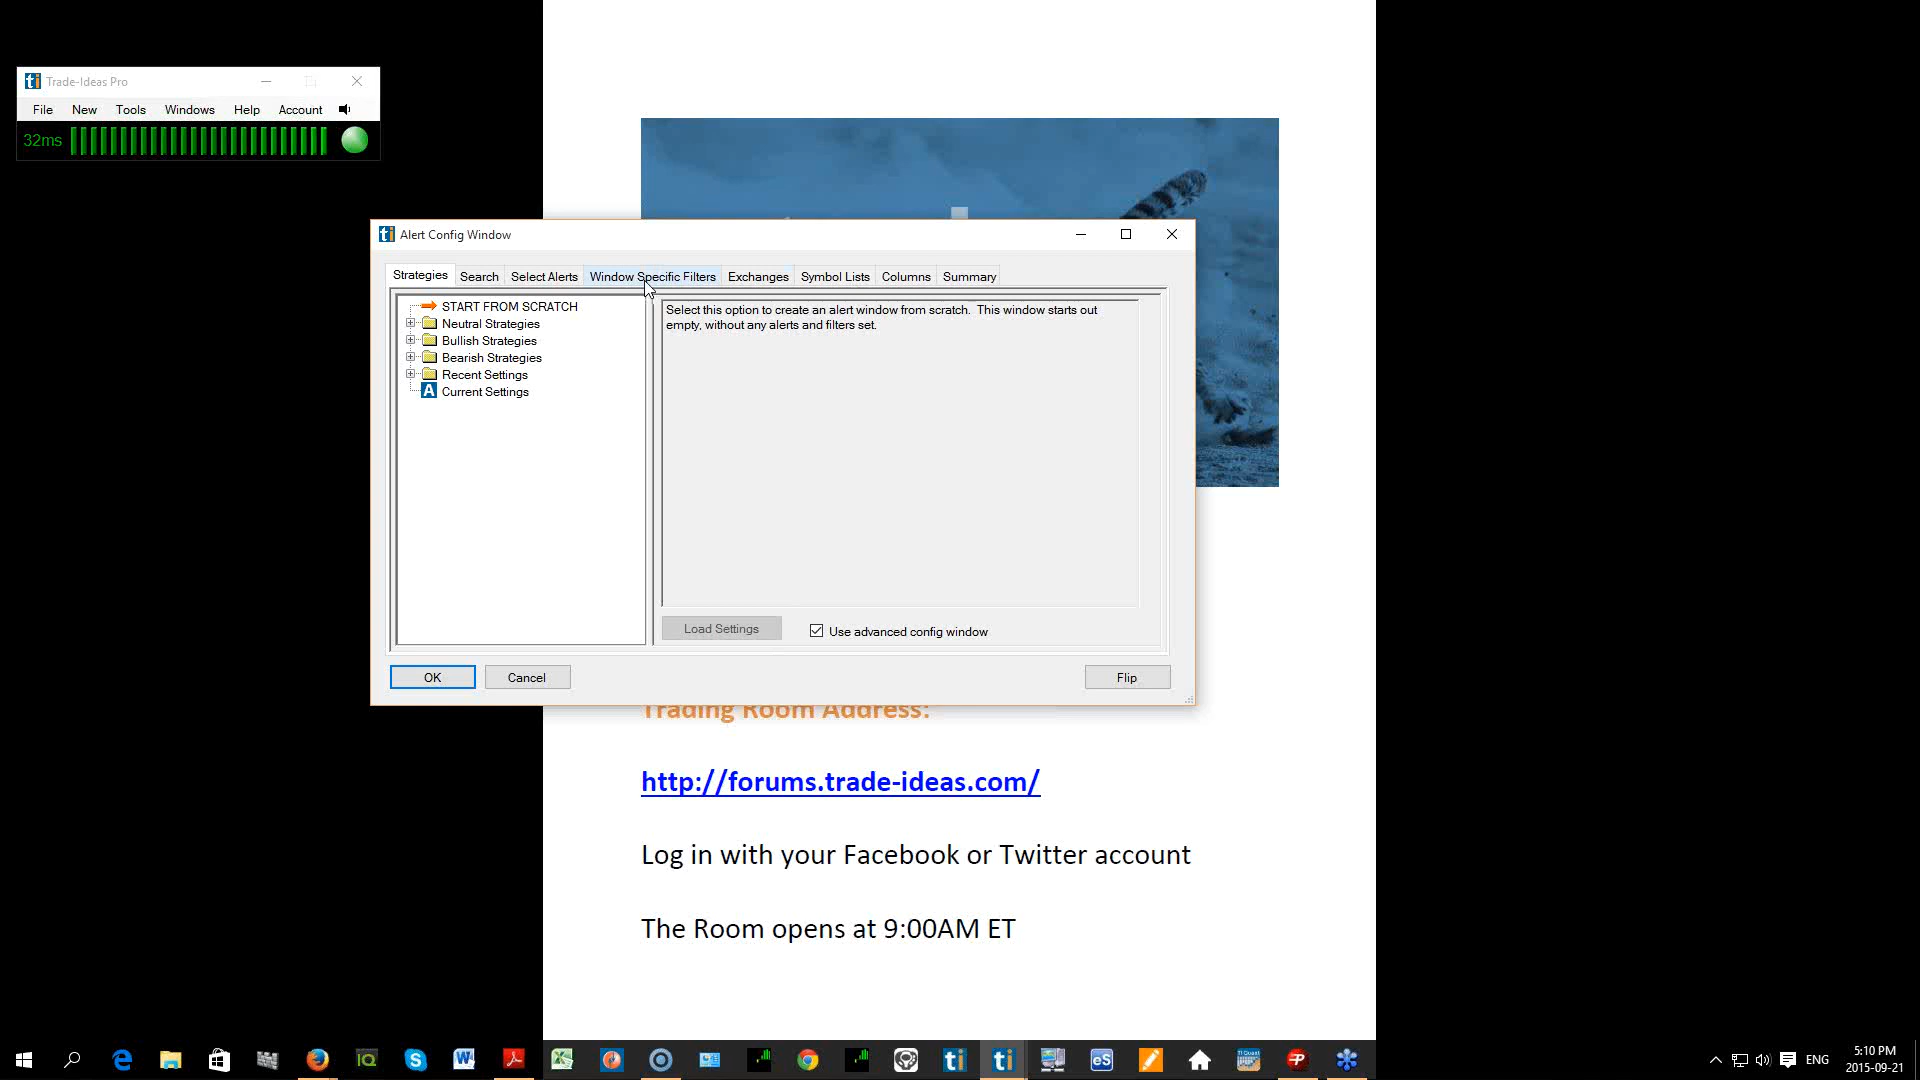 Trade-Ideas Pro
File New Tools Windows Help Account
32ms
Alert Config Window
Strategies Search Select Alerts Window Specific Filters Exchanges Symbol Lists Columns Summary
START FROM SCRATCH
Neutral Strategies
Bullish Strategies
Bearish Strategies
Recent Settings
Current Settings
Select this option to create an alert window from scratch. This window starts out
empty, without any alerts and filters set.
Load Settings
Use advanced config window
OK Cancel Flip
Trading Room Address:
http://forums.trade-ideas.com/
Log in with your Facebook or Twitter account
The Room opens at 9:00AM ET
ENG
5:10 PM
2015-09-21